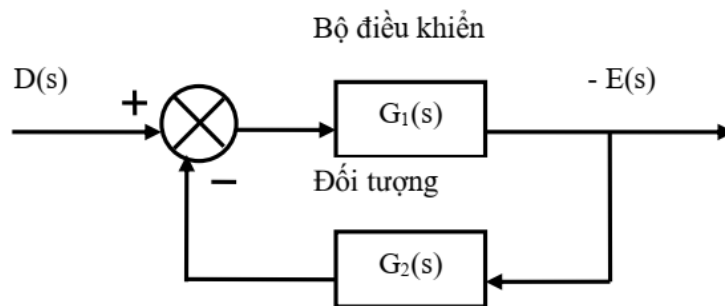 Bộ điều khiển
D(s)
- E(s)
+
G₁(s)
−
Đối tượng
G₂(s)